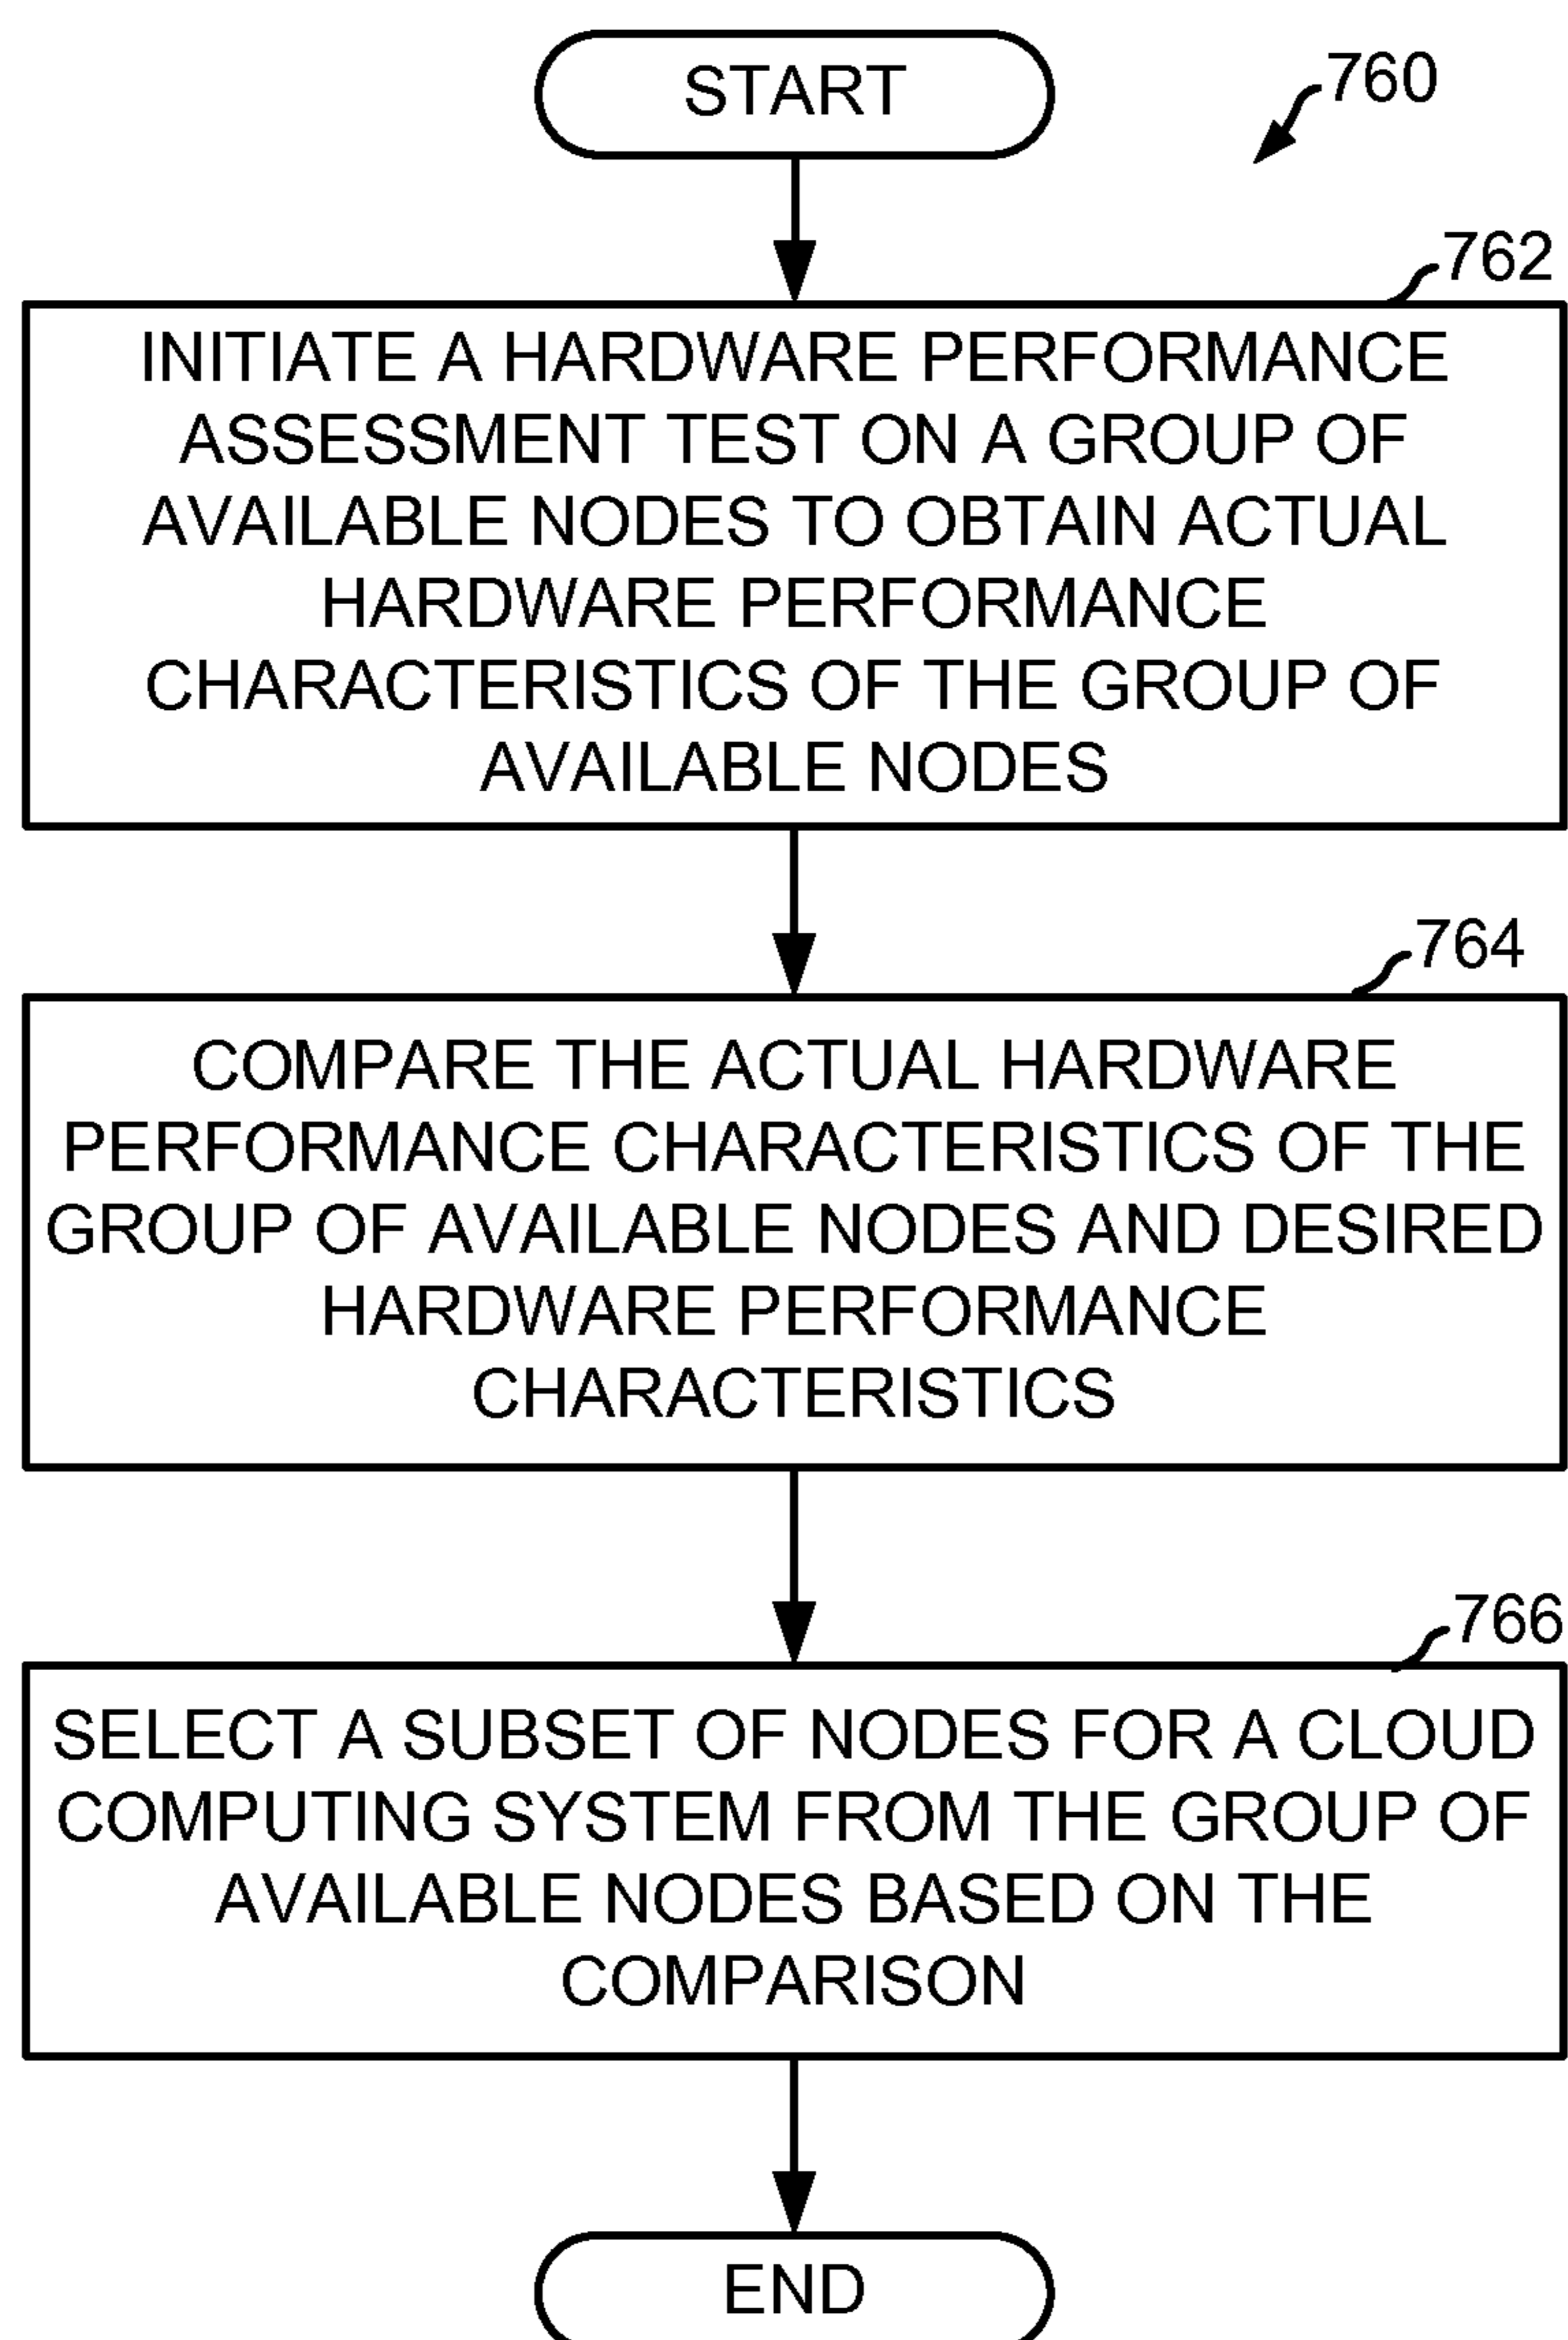 START
760
762
INITIATE A HARDWARE PERFORMANCE
ASSESSMENT TEST ON A GROUP OF
AVAILABLE NODES TO OBTAIN ACTUAL
HARDWARE PERFORMANCE
CHARACTERISTICS OF THE GROUP OF
AVAILABLE NODES
764
COMPARE THE ACTUAL HARDWARE
PERFORMANCE CHARACTERISTICS OF THE
GROUP OF AVAILABLE NODES AND DESIRED
HARDWARE PERFORMANCE
CHARACTERISTICS
766
SELECT A SUBSET OF NODES FOR A CLOUD
COMPUTING SYSTEM FROM THE GROUP OF
AVAILABLE NODES BASED ON THE
COMPARISON
END